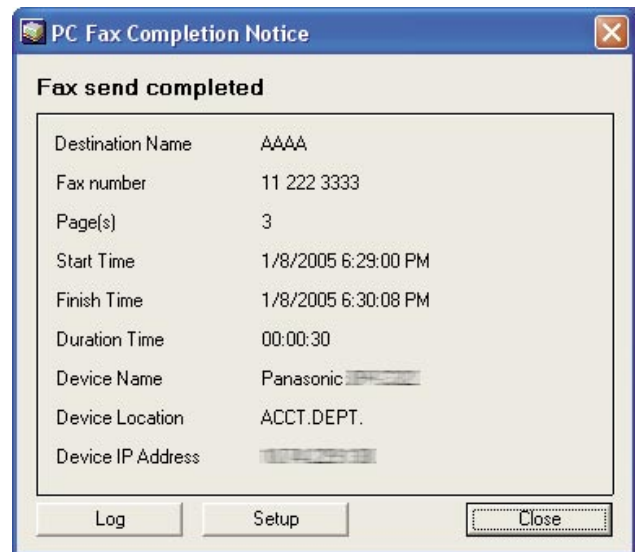 PC Fax Completion Notice
Fax send completed
Destination Name AAAA
Fax number 11 222 3333
Page(s) 3
Start Time 1/8/2005 6:29:00 PM
Finish Time 1/8/2005 6:30:08 PM
Duration Time 00:00:30
Device Name Panasonic
Device Location ACCT.DEPT.
Device IP Address
Log Setup Close